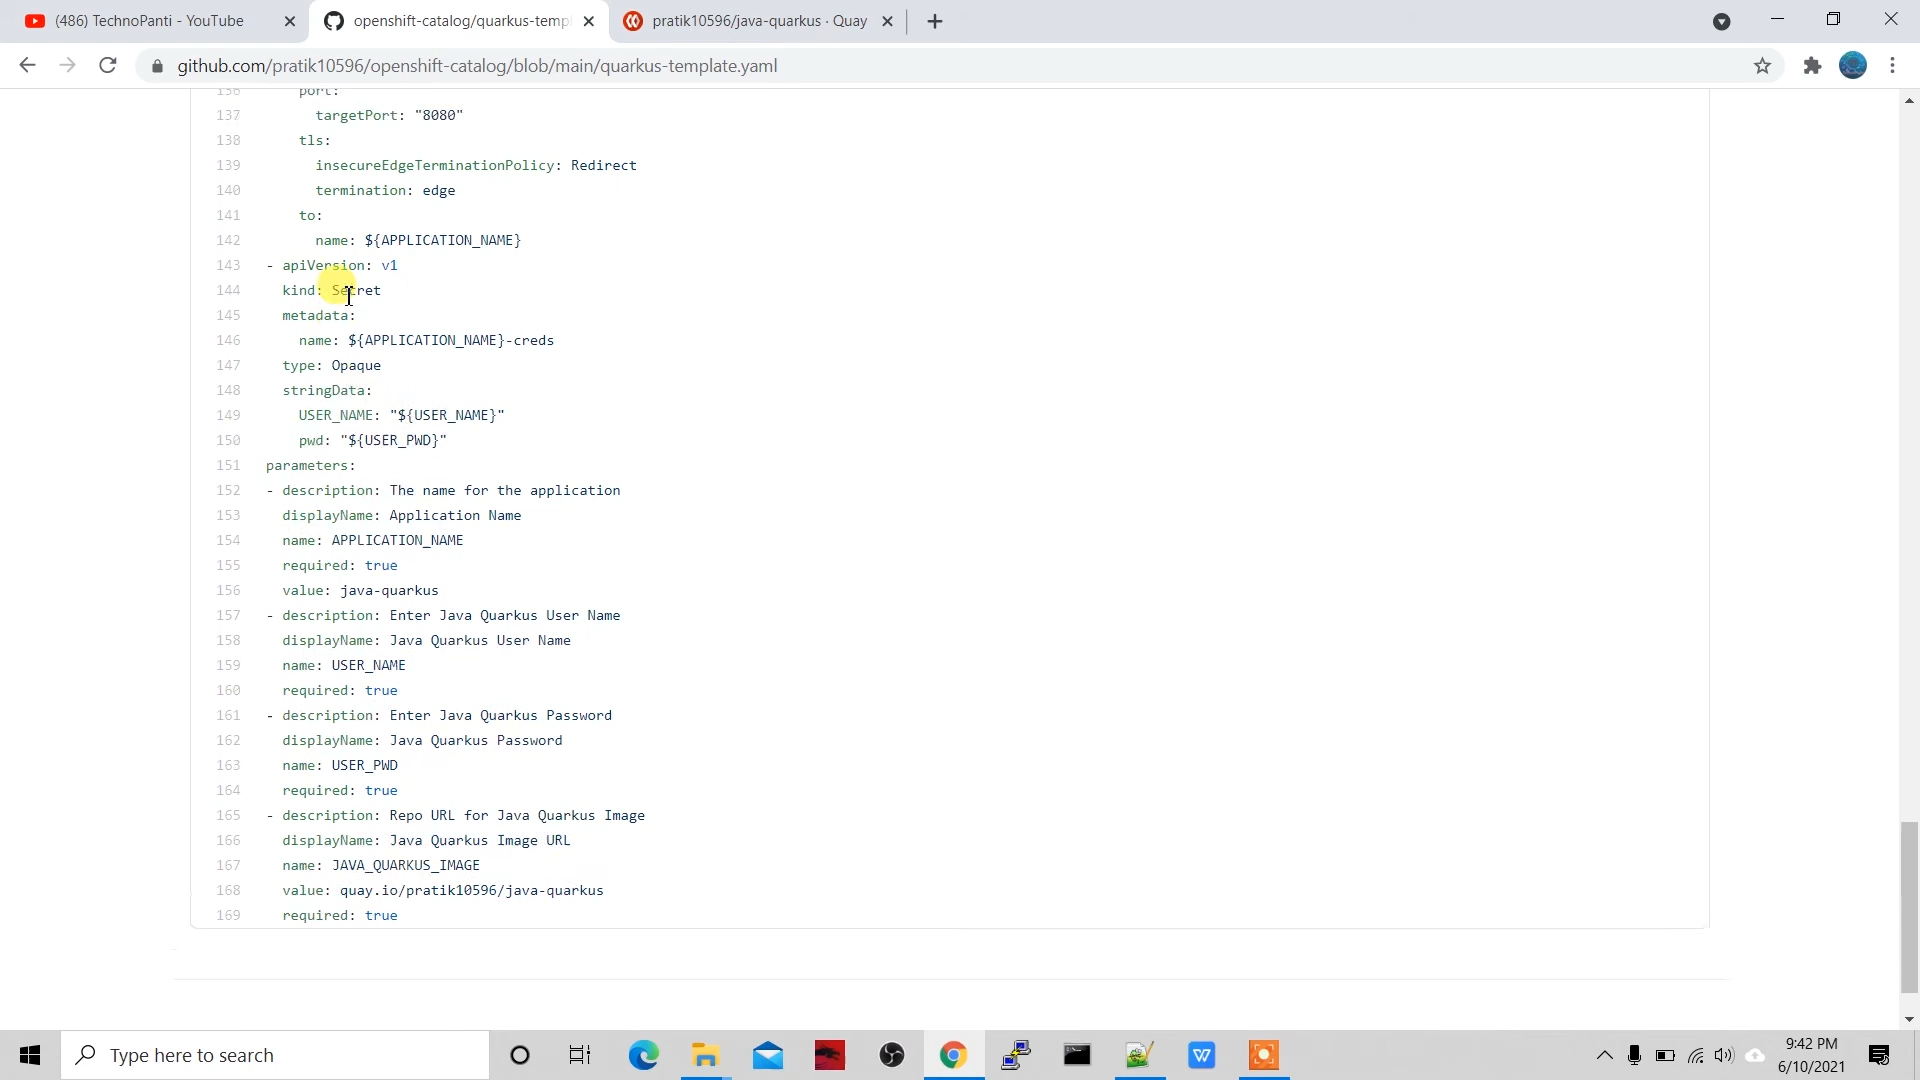 (486) TechnoPanti - YouTube
openshift-catalog/quarkus-templ
pratik10596/java-quarkus · Quay
github.com/pratik10596/openshift-catalog/blob/main/quarkus-template.yaml
136 port:
137 targetPort: "8080"
138 tls:
139 insecureEdgeTerminationPolicy: Redirect
140 termination: edge
141 to:
142 name: ${APPLICATION_NAME}
143 - apiVersion: v1
144 kind: Secret
145 metadata:
146 name: ${APPLICATION_NAME}-creds
147 type: Opaque
148 stringData:
149 USER_NAME: "${USER_NAME}"
150 pwd: "${USER_PWD}"
151 parameters:
152 - description: The name for the application
153 displayName: Application Name
154 name: APPLICATION_NAME
155 required: true
156 value: java-quarkus
157 - description: Enter Java Quarkus User Name
158 displayName: Java Quarkus User Name
159 name: USER_NAME
160 required: true
161 - description: Enter Java Quarkus Password
162 displayName: Java Quarkus Password
163 name: USER_PWD
164 required: true
165 - description: Repo URL for Java Quarkus Image
166 displayName: Java Quarkus Image URL
167 name: JAVA_QUARKUS_IMAGE
168 value: quay.io/pratik10596/java-quarkus
169 required: true
Type here to search
9:42 PM
6/10/2021